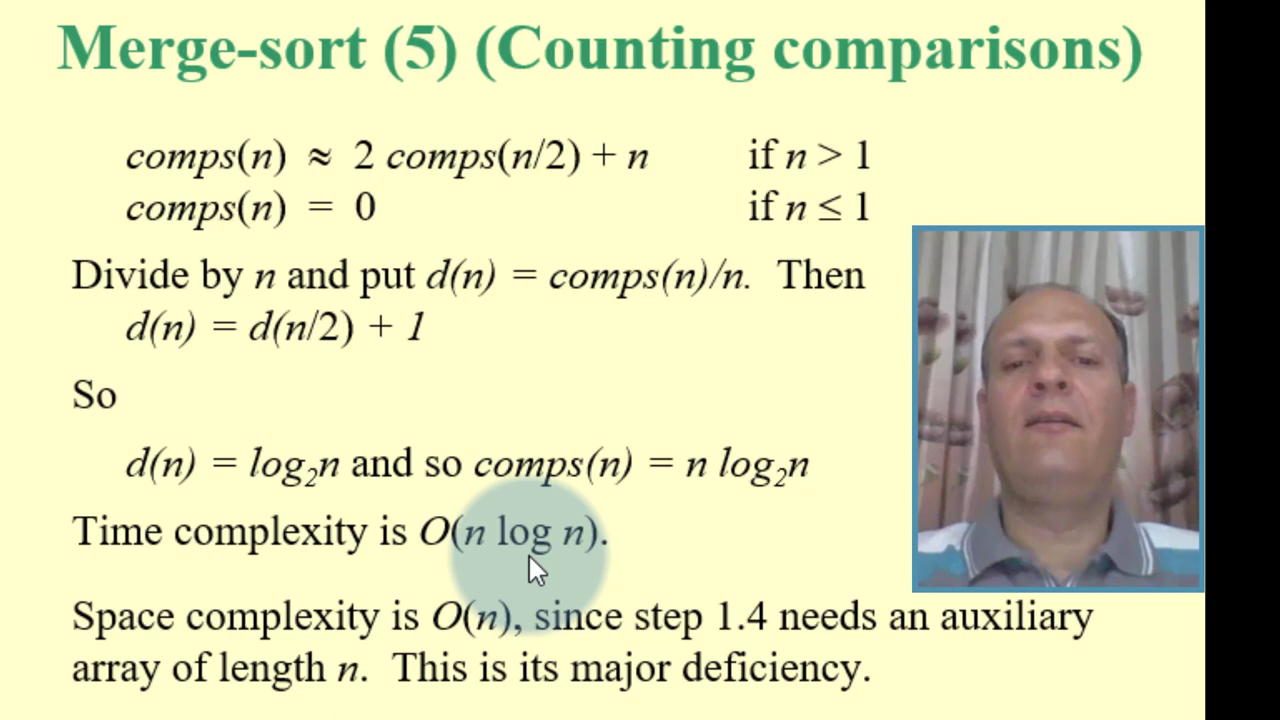 Merge-sort (5) (Counting comparisons)
comps(n) ≈ 2 comps(n/2) + n if n > 1
comps(n) = 0 if n ≤ 1
Divide by n and put d(n) = comps(n)/n. Then
d(n) = d(n/2) + 1
So
d(n) = log₂n and so comps(n) = n log₂n
Time complexity is O(n log n).
Space complexity is O(n), since step 1.4 needs an auxiliary
array of length n. This is its major deficiency.